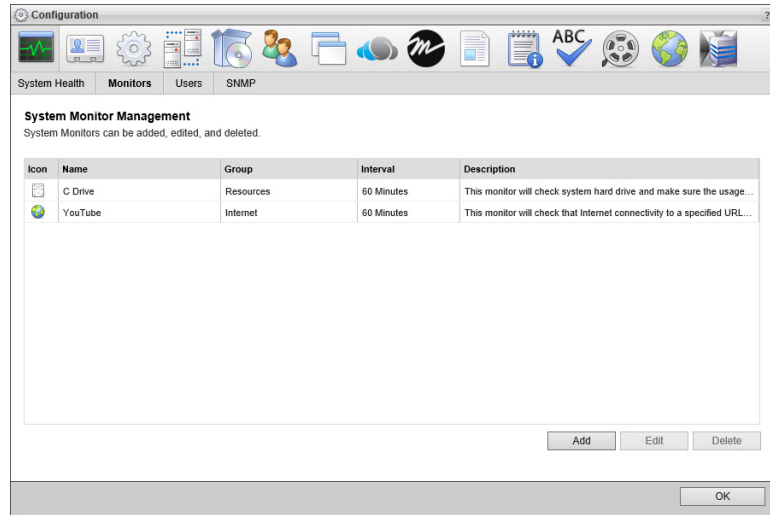 Configuration
?
ABC
System Health Monitors Users SNMP
System Monitor Management
System Monitors can be added, edited, and deleted.
Icon Name Group Interval Description
C Drive Resources 60 Minutes This monitor will check system hard drive and make sure the usage...
YouTube Internet 60 Minutes This monitor will check that Internet connectivity to a specified URL...
Add Edit Delete
OK